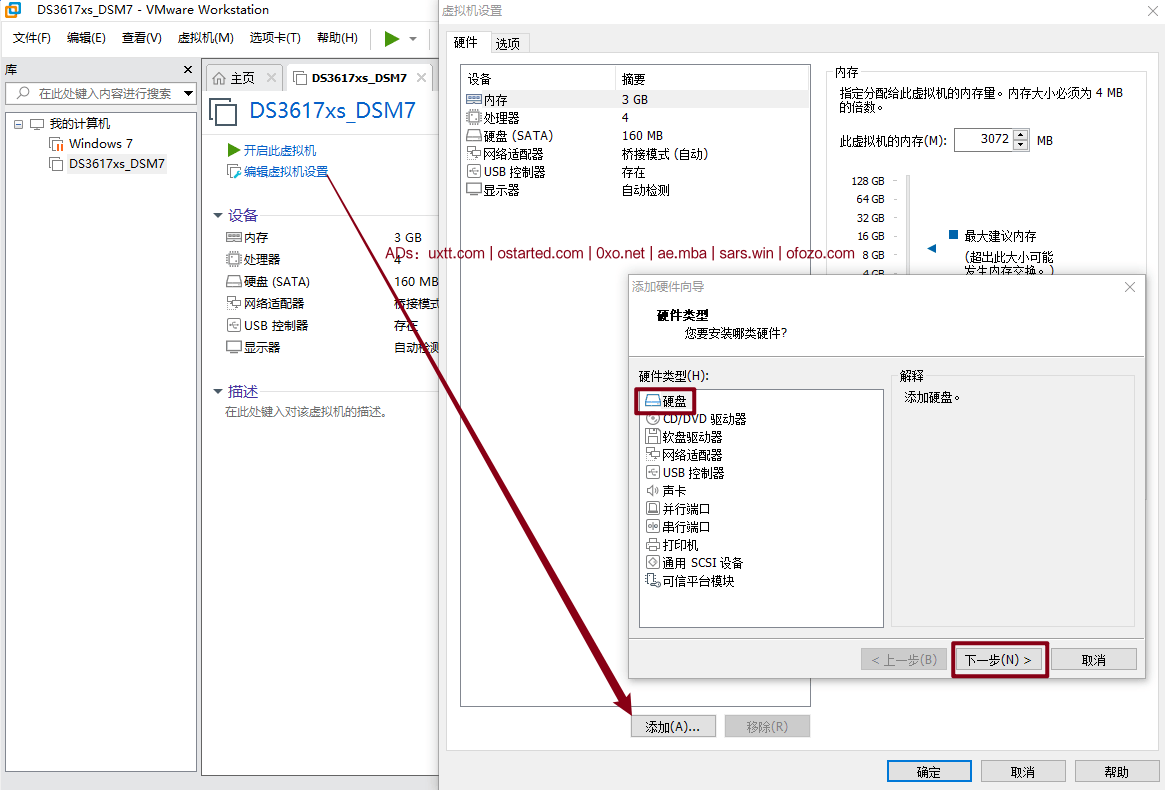 DS3617xs_DSM7 - VMware Workstation
文件(F) 编辑(E) 查看(V) 虚拟机(M) 选项卡(T) 帮助(H)
库
在此处键入内容进行搜索
我的计算机
Windows 7
DS3617xs_DSM7
主页 DS3617xs_DSM7
DS3617xs_DSM7
开启此虚拟机
编辑虚拟机设置
设备
内存 3 GB
处理器 4
硬盘 (SATA) 160 MB
网络适配器 桥接模式
USB 控制器 存在
显示器 自动检测
描述
在此处键入对该虚拟机的描述。
虚拟机设置
硬件 选项
设备 摘要
内存 3 GB
处理器 4
硬盘 (SATA) 160 MB
网络适配器 桥接模式 (自动)
USB 控制器 存在
显示器 自动检测
内存
指定分配给此虚拟机的内存量。内存大小必须为 4 MB
的倍数。
此虚拟机的内存(M): 3072 MB
128 GB
64 GB
32 GB
16 GB
8 GB
4 GB
最大建议内存
(超出此大小可能
发生内存交换。)
ADs：uxtt.com | ostarted.com | 0xo.net | ae.mba | sars.win | ofozo.com
添加硬件向导
硬件类型
您要安装哪类硬件?
硬件类型(H):
硬盘
CD/DVD 驱动器
软盘驱动器
网络适配器
USB 控制器
声卡
并行端口
串行端口
打印机
通用 SCSI 设备
可信平台模块
解释
添加硬盘。
< 上一步(B) 下一步(N) > 取消
添加(A)... 移除(R)
确定 取消 帮助